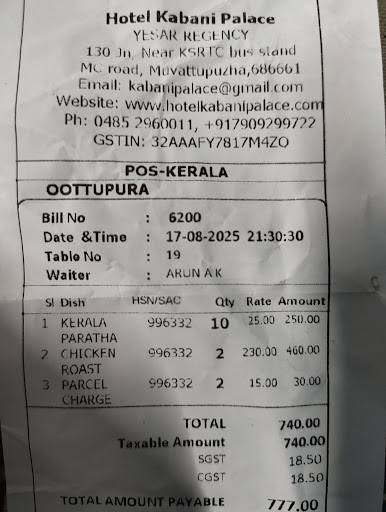 Hotel Kabani Palace
YESAR REGENCY
130 Jn, Near KSRTC bus stand
MC road, Muvattupuzha,686661
Email: kabanipalace@gmail.com
Website: www.hotelkabanipalace.com
Ph: 0485 2960011, +917909299722
GSTIN: 32AAAFY7817M4ZO
POS-KERALA
OOTTUPURA
Bill No : 6200
Date &Time : 17-08-2025 21:30:30
Table No : 19
Waiter : ARUN A K
Sl Dish HSN/SAC Qty Rate Amount
1 KERALA 996332 10 25.00 250.00
PARATHA
2 CHICKEN 996332 2 230.00 460.00
ROAST
3 PARCEL 996332 2 15.00 30.00
CHARGE
TOTAL 740.00
Taxable Amount 740.00
SGST 18.50
CGST 18.50
TOTAL AMOUNT PAYABLE 777.00